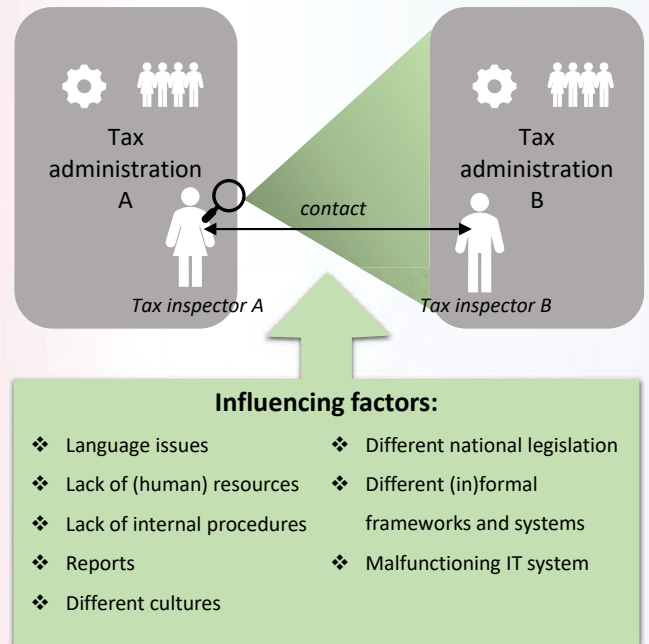 Tax
administration
A
Tax
administration
B
contact
Tax inspector A
Tax inspector B
Influencing factors:
❖ Language issues
❖ Lack of (human) resources
❖ Lack of internal procedures
❖ Reports
❖ Different cultures
❖ Different national legislation
❖ Different (in)formal
frameworks and systems
❖ Malfunctioning IT system